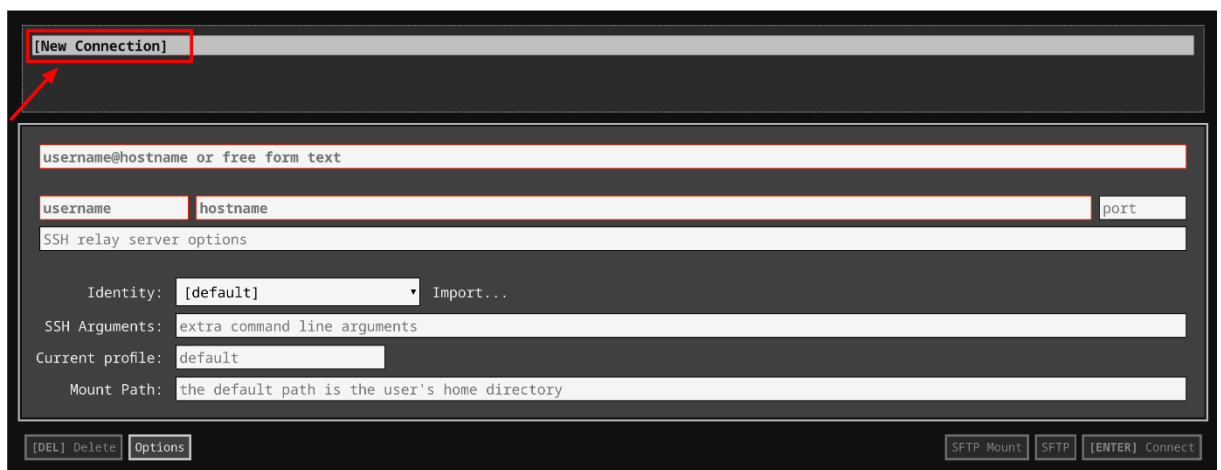 [New Connection]
username@hostname or free form text
username hostname port
SSH relay server options
Identity: [default] Import...
SSH Arguments: extra command line arguments
Current profile: default
Mount Path: the default path is the user's home directory
[DEL] Delete Options SFTP Mount SFTP [ENTER] Connect